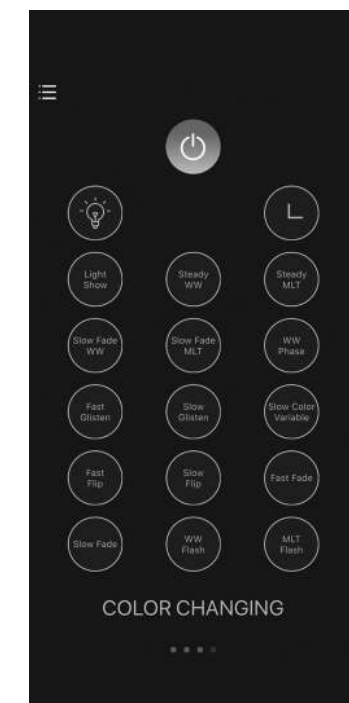 Light
Show
Steady
WW
Steady
MLT
Slow Fade
WW
Slow Fade
MLT
WW
Phase
Fast
Glisten
Slow
Glisten
Slow Color
Variable
Fast
Flip
Slow
Flip
Fast Fade
Slow Fade
WW
Flash
MLT
Flash
COLOR CHANGING